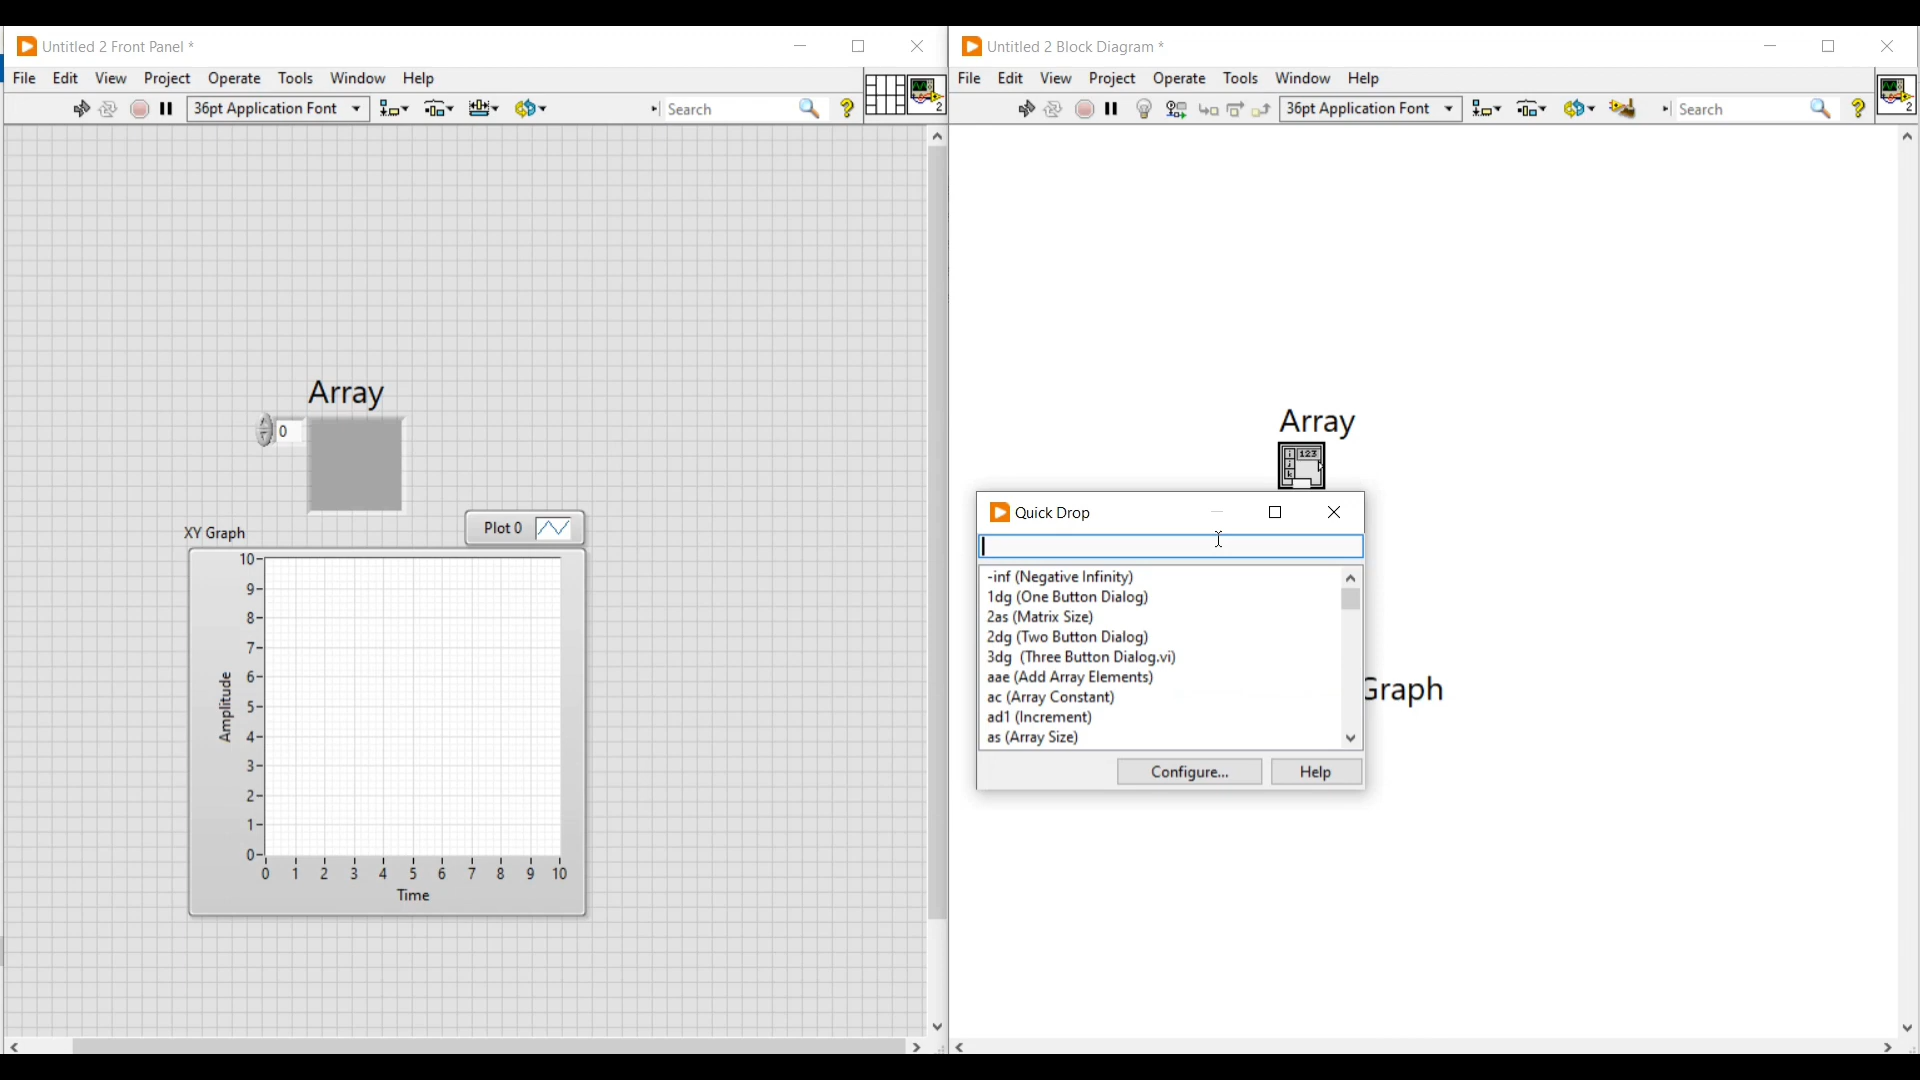 Untitled 2 Front Panel *
File Edit View Project Operate Tools Window Help
36pt Application Font
Search
2
Array
0
XY Graph
Plot 0
10
9
8
7
6
5
4
3
2
1
0
Amplitude
0 1 2 3 4 5 6 7 8 9 10
Time
Untitled 2 Block Diagram *
File Edit View Project Operate Tools Window Help
36pt Application Font
Search
2
Array
123
Quick Drop
-inf (Negative Infinity)
1dg (One Button Dialog)
2as (Matrix Size)
2dg (Two Button Dialog)
3dg (Three Button Dialog.vi)
aae (Add Array Elements)
ac (Array Constant)
ad1 (Increment)
as (Array Size)
Configure...
Help
Graph